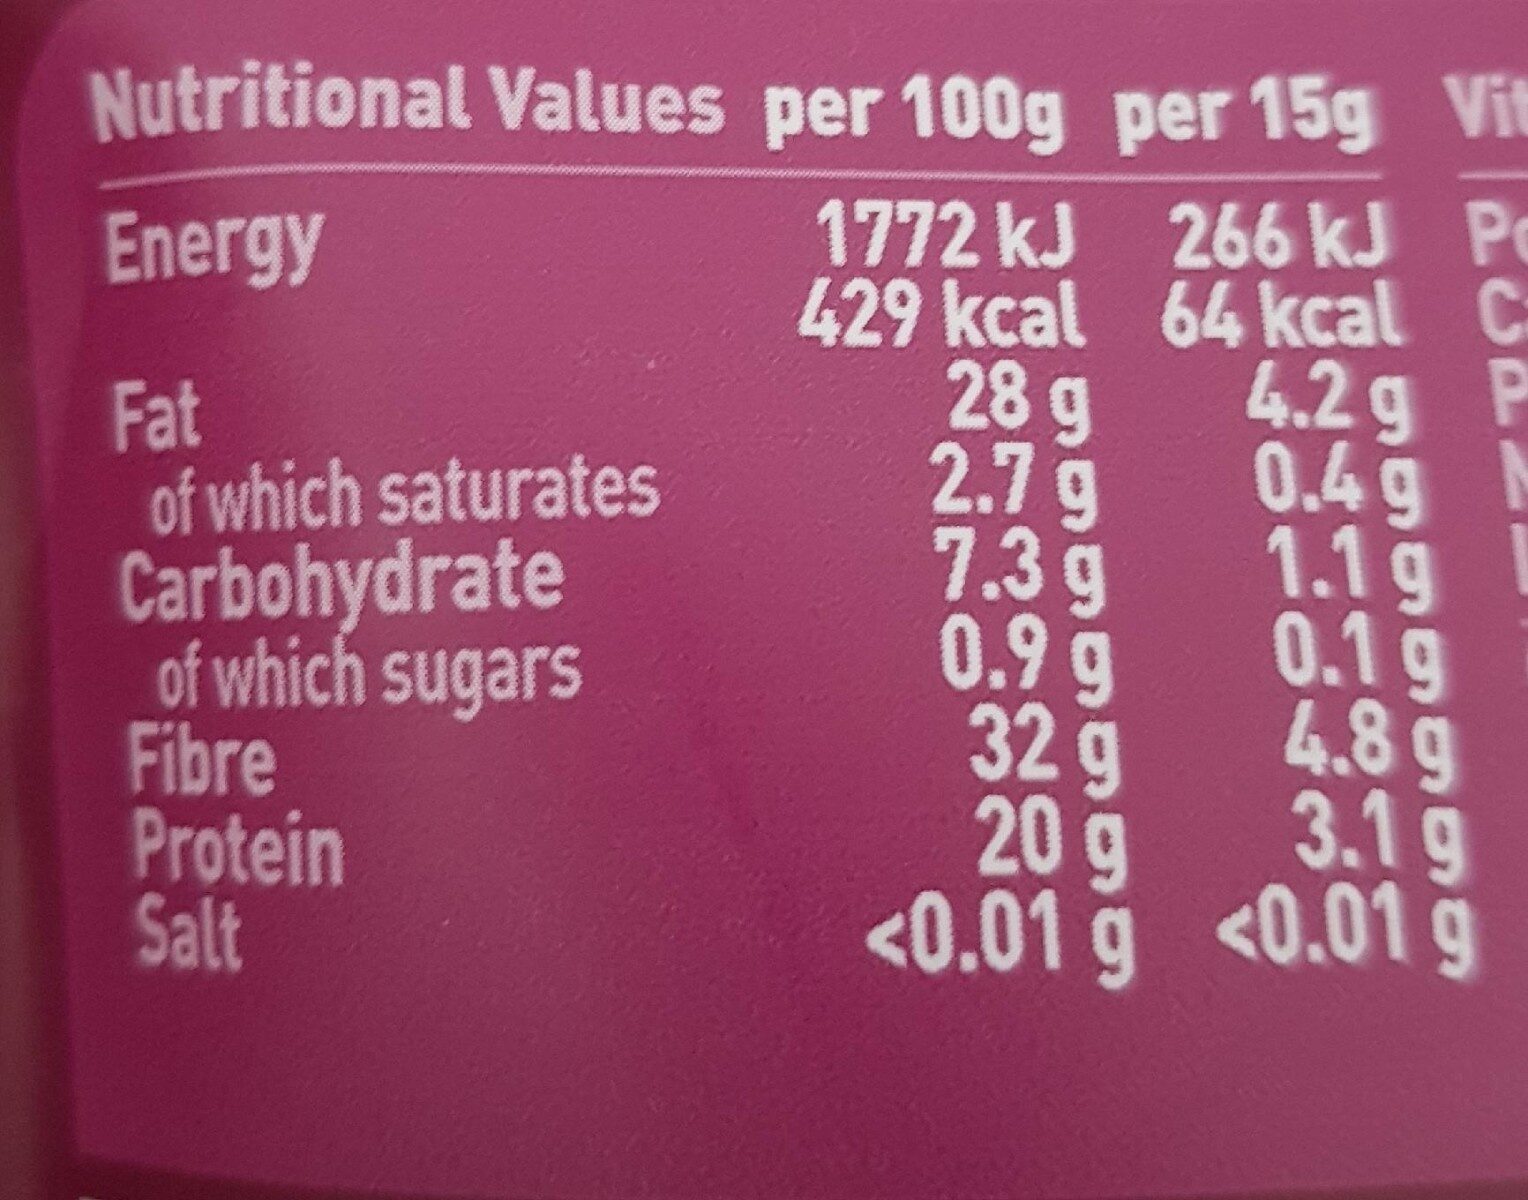 Nutritional Values per 100g per 15g
Energy 1772 kJ 266 kJ
429 kcal 64 kcal
Fat 28 g 4.2 g
of which saturates 2.7 g 0.4 g
Carbohydrate 7.3 g 1.1 g
of which sugars 0.9 g 0.1 g
Fibre 32 g 4.8 g
Protein 20 g 3.1 g
Salt <0.01 g <0.01 g